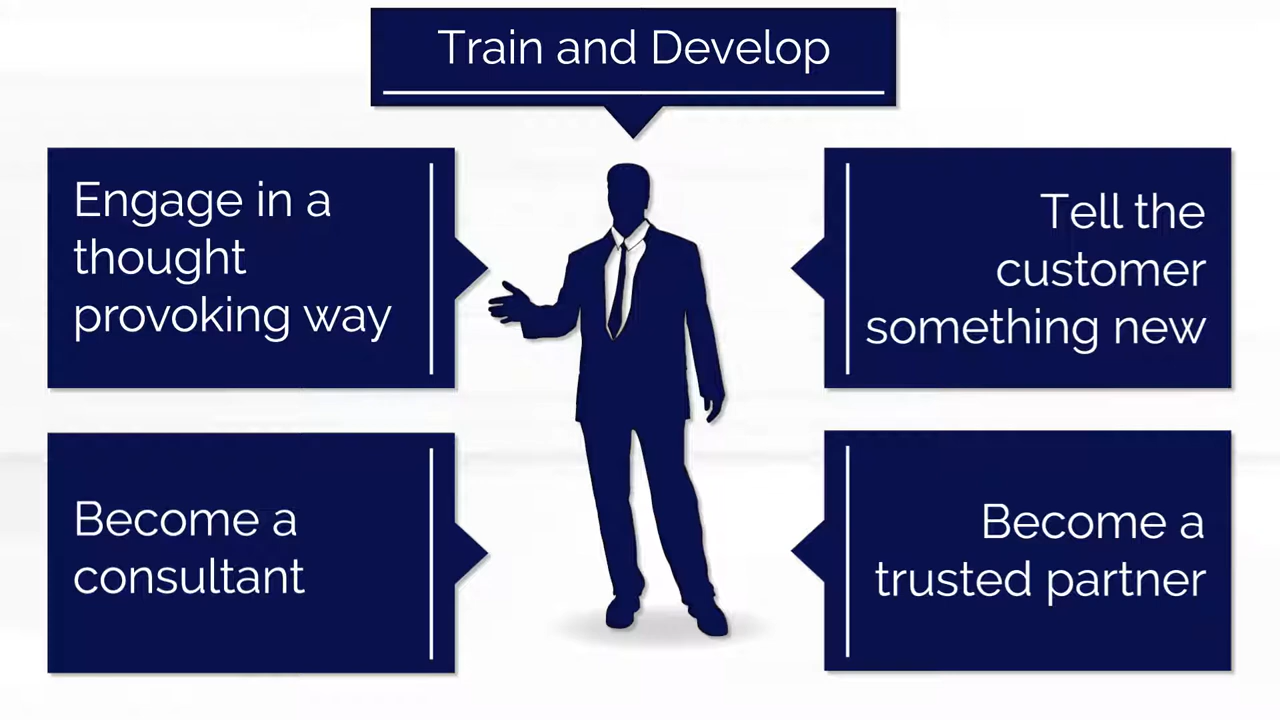 Train and Develop
Engage in a
thought
provoking way
Tell the
customer
something new
Become a
consultant
Become a
trusted partner